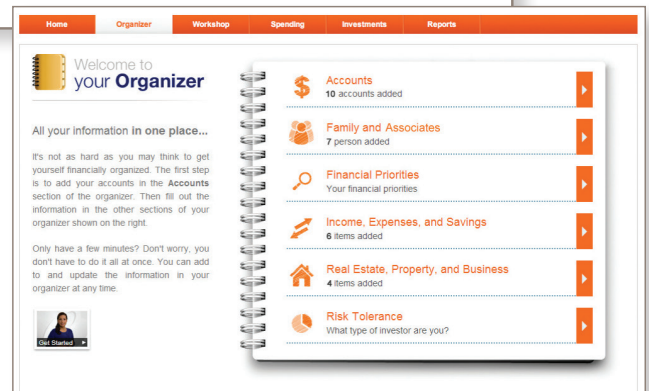 Home Organizer Workshop Spending Investments Reports
Welcome to
your Organizer
All your information in one place...
It's not as hard as you may think to get
yourself financially organized. The first step
is to add your accounts in the Accounts
section of the organizer. Then fill out the
information in the other sections of your
organizer shown on the right.
Only have a few minutes? Don't worry, you
don't have to do it all at once. You can add
to and update the information in your
organizer at any time.
Get Started
Accounts
10 accounts added
Family and Associates
7 person added
Financial Priorities
Your financial priorities
Income, Expenses, and Savings
6 items added
Real Estate, Property, and Business
4 items added
Risk Tolerance
What type of investor are you?